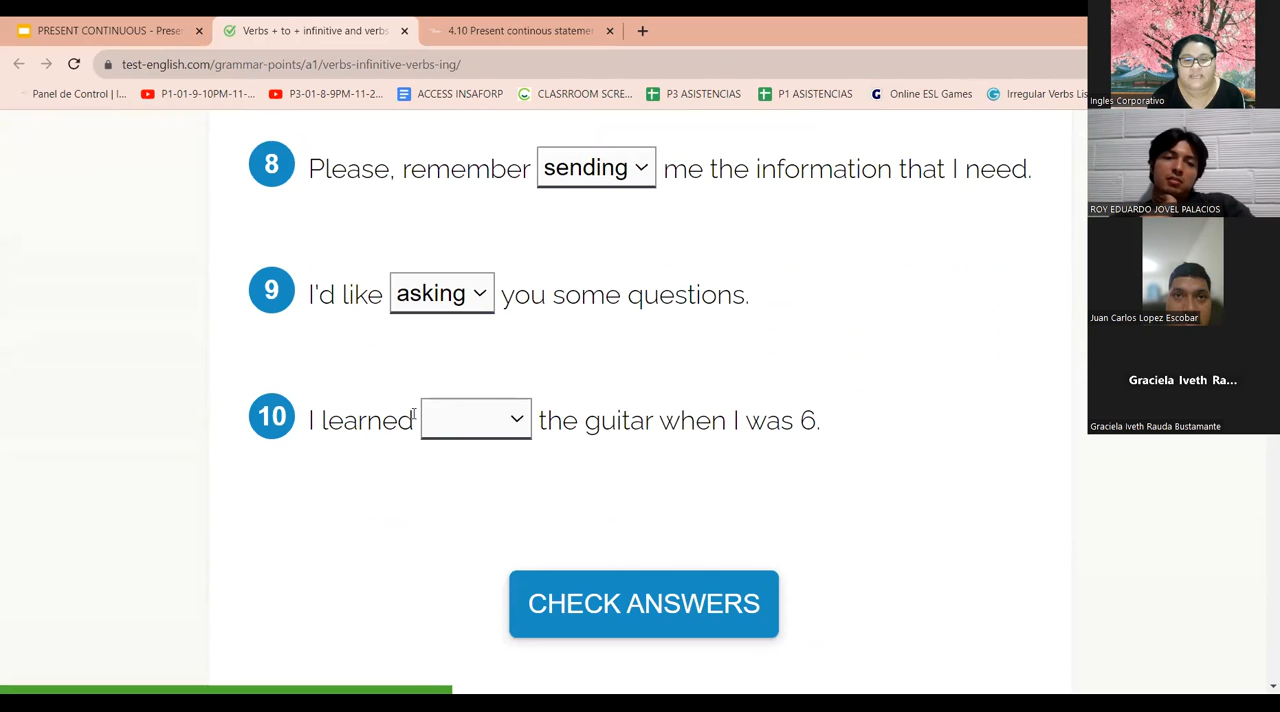 PRESENT CONTINUOUS - Prese
Verbs + to + infinitive and verbs
4.10 Present continous stateme
test-english.com/grammar-points/a1/verbs-infinitive-verbs-ing/
Panel de Control | I...
P1-01-9-10PM-11-...
P3-01-8-9PM-11-2...
ACCESS INSAFORP
CLASRROOM SCRE...
P3 ASISTENCIAS
P1 ASISTENCIAS
Online ESL Games
Irregular Verbs Lis
Ingles Corporativo
8 Please, remember sending me the information that I need.
ROY EDUARDO JOVEL PALACIOS
9 I'd like asking you some questions.
Juan Carlos Lopez Escobar
Graciela Iveth Ra...
10 I learned the guitar when I was 6.
Graciela Iveth Rauda Bustamante
CHECK ANSWERS